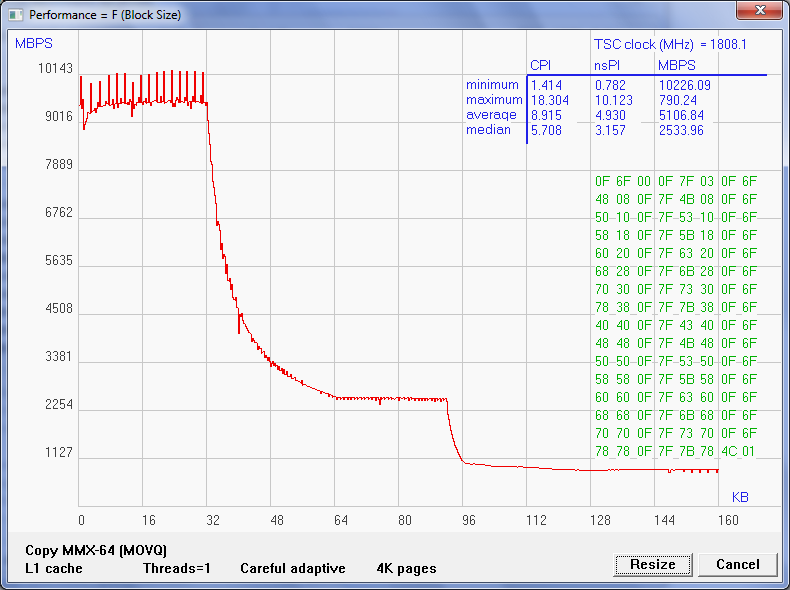 Performance = F (Block Size)
MBPS
TSC clock (MHz) = 1808.1
CPI nsPI MBPS
minimum 1.414 0.782 10226.09
maximum 18.304 10.123 790.24
average 8.915 4.930 5106.84
median 5.708 3.157 2533.96
10143
9016
7889
6762
5635
4508
3381
2254
1127
0F 6F 00 0F 7F 03 0F 6F
48 08 0F 7F 4B 08 0F 6F
50 10 0F 7F 53 10 0F 6F
58 18 0F 7F 5B 18 0F 6F
60 20 0F 7F 63 20 0F 6F
68 28 0F 7F 6B 28 0F 6F
70 30 0F 7F 73 30 0F 6F
78 38 0F 7F 7B 38 0F 6F
40 40 0F 7F 43 40 0F 6F
48 48 0F 7F 4B 48 0F 6F
50 50 0F 7F 53 50 0F 6F
58 58 0F 7F 5B 58 0F 6F
60 60 0F 7F 63 60 0F 6F
68 68 0F 7F 6B 68 0F 6F
70 70 0F 7F 73 70 0F 6F
78 78 0F 7F 7B 78 4C 01
KB
0 16 32 48 64 80 96 112 128 144 160
Copy MMX-64 (MOVQ)
L1 cache Threads=1 Careful adaptive 4K pages
Resize Cancel